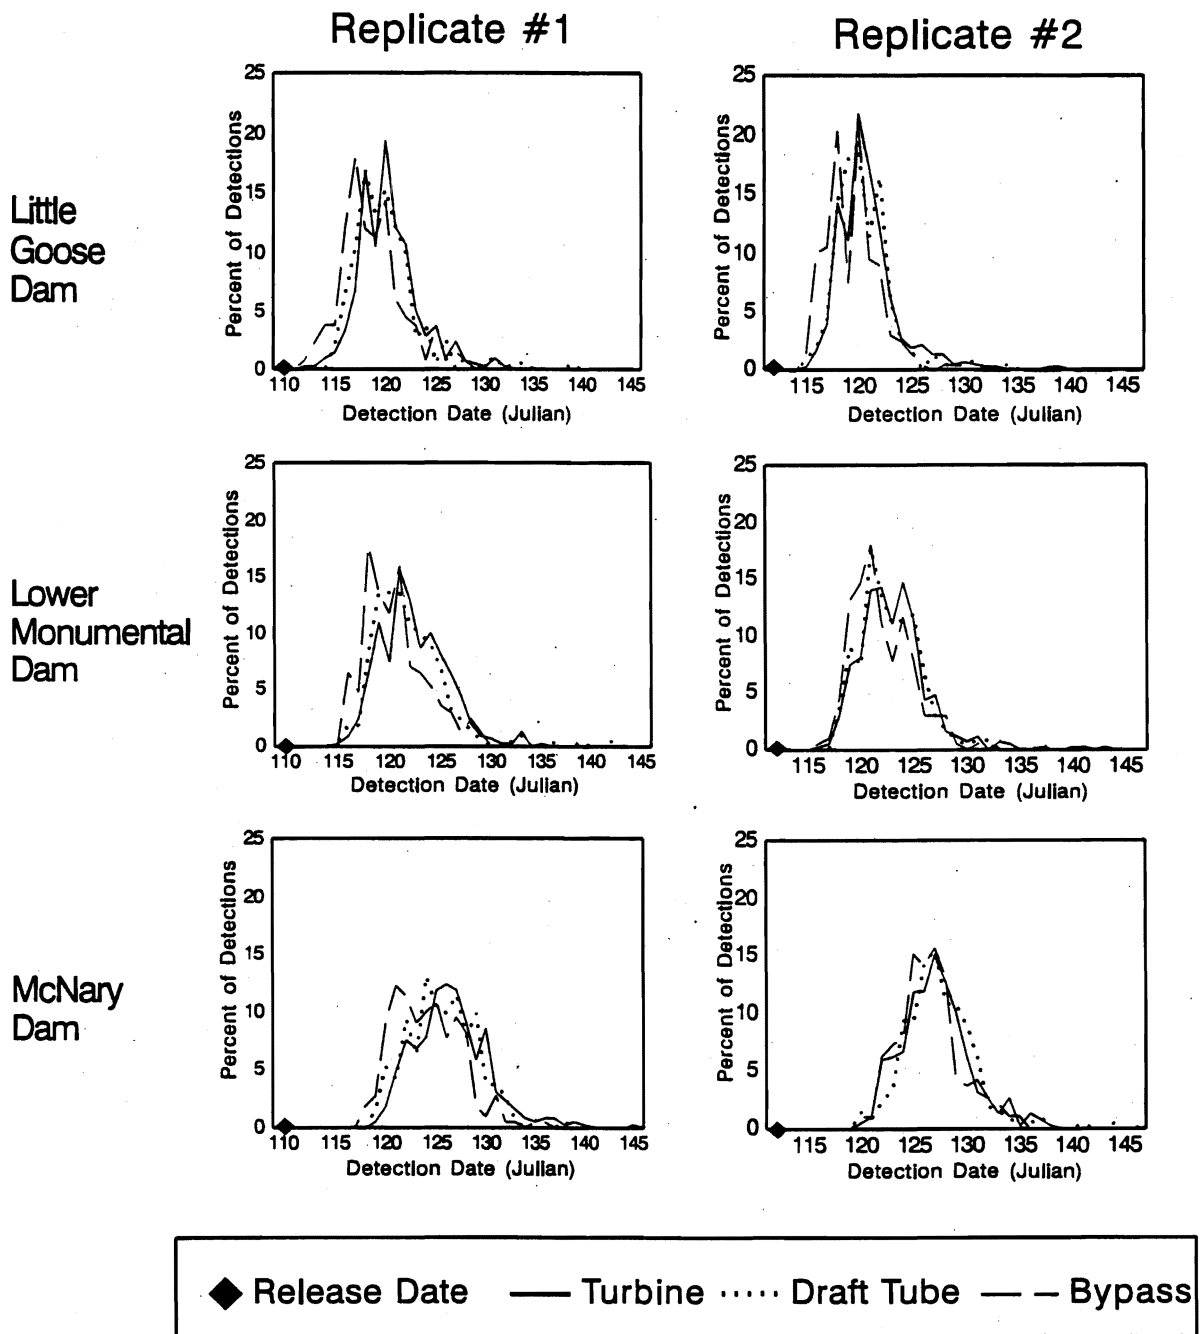 Replicate #1
Replicate #2
Little
Goose
Dam
Percent of Detections
25
20
15
10
5
0
110 115 120 125 130 135 140 145
Detection Date (Julian)
Percent of Detections
25
20
15
10
5
0
115 120 125 130 135 140 145
Detection Date (Julian)
Lower
Monumental
Dam
Percent of Detections
25
20
15
10
5
0
110 115 120 125 130 135 140 145
Detection Date (Julian)
Percent of Detections
25
20
15
10
5
0
115 120 125 130 135 140 145
Detection Date (Julian)
McNary
Dam
Percent of Detections
25
20
15
10
5
0
110 115 120 125 130 135 140 145
Detection Date (Julian)
Percent of Detections
25
20
15
10
5
0
115 120 125 130 135 140 145
Detection Date (Julian)
Release Date Turbine Draft Tube Bypass